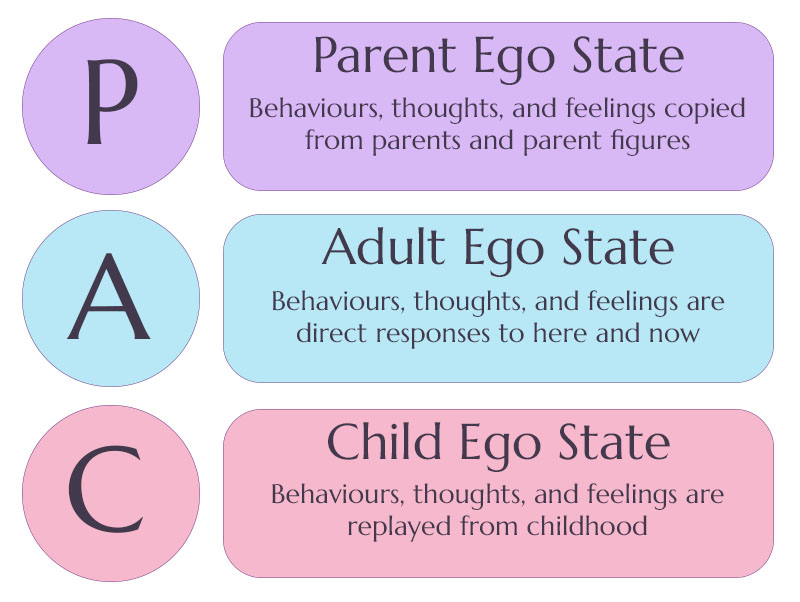 P
Parent Ego State
Behaviours, thoughts, and feelings copied
from parents and parent figures
A
Adult Ego State
Behaviours, thoughts, and feelings are
direct responses to here and now
C
Child Ego State
Behaviours, thoughts, and feelings are
replayed from childhood